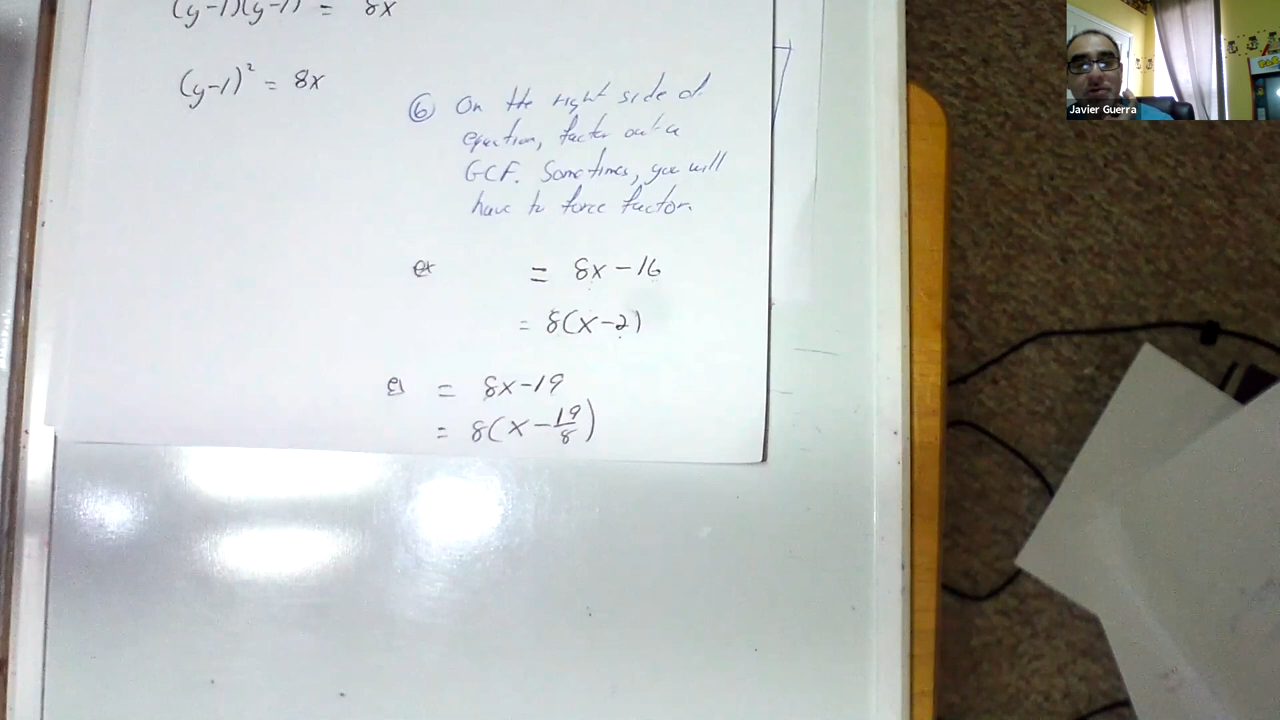 (y-1)(y-1) = 8x
(y-1)² = 8x
⑥ On the right side of
equation, factor out a
GCF. Sometimes, you will
have to force factor.
ex = 8x - 16
= 8(x-2)
= 8x-19
= 8(x - 19/8)
Javier Guerra